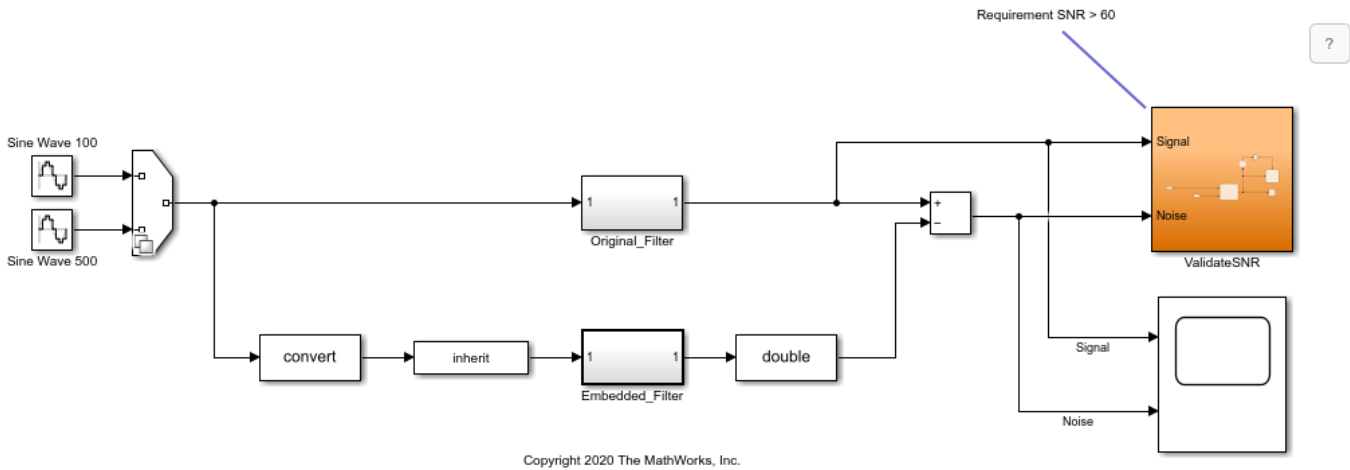 Requirement SNR > 60
?
Sine Wave 100
Sine Wave 500
1 1
Original_Filter
+
−
Signal
Noise
ValidateSNR
convert
inherit
1 1
Embedded_Filter
double
Signal
Noise
Copyright 2020 The MathWorks, Inc.